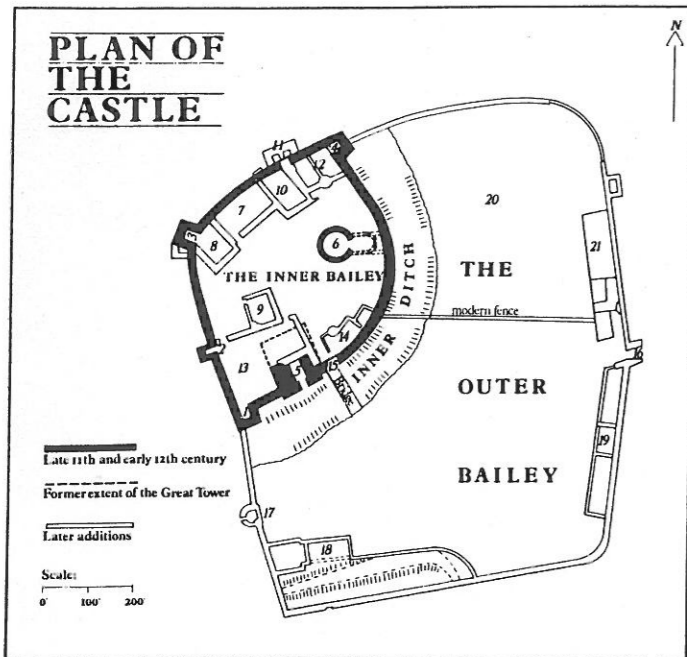 PLAN OF
THE
CASTLE
N
11
4
12
10
7
20
3
8
6
21
THE INNER BAILEY
THE
DITCH
9
modern fence
2
14
INNER
13
16
15
5
OUTER
1
Late 11th and early 12th century
19
BAILEY
Former extent of the Great Tower
17
Later additions
18
Scale:
0' 100' 200'